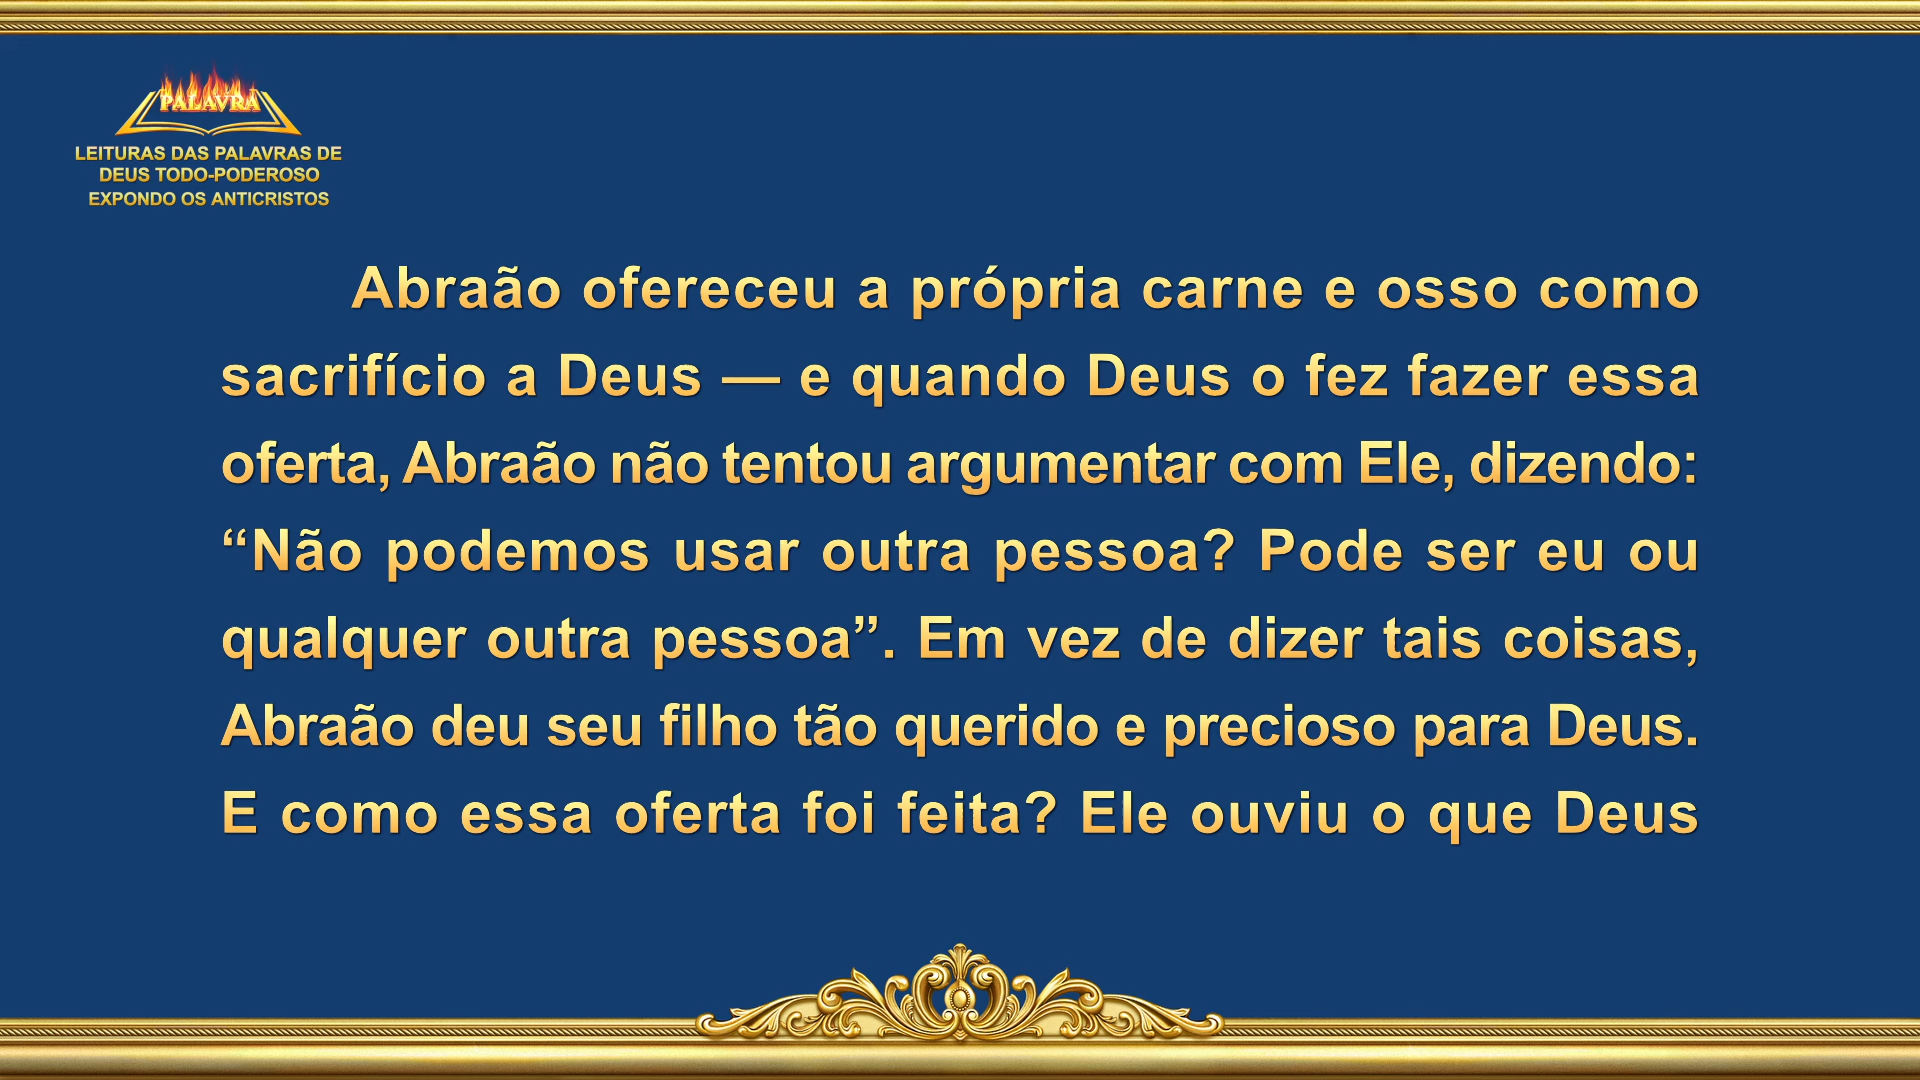 PALAVRA
LEITURAS DAS PALAVRAS DE
DEUS TODO-PODEROSO
EXPONDO OS ANTICRISTOS
Abraão ofereceu a própria carne e osso como
sacrifício a Deus — e quando Deus o fez fazer essa
oferta, Abraão não tentou argumentar com Ele, dizendo:
“Não podemos usar outra pessoa? Pode ser eu ou
qualquer outra pessoa”. Em vez de dizer tais coisas,
Abraão deu seu filho tão querido e precioso para Deus.
E como essa oferta foi feita? Ele ouviu o que Deus